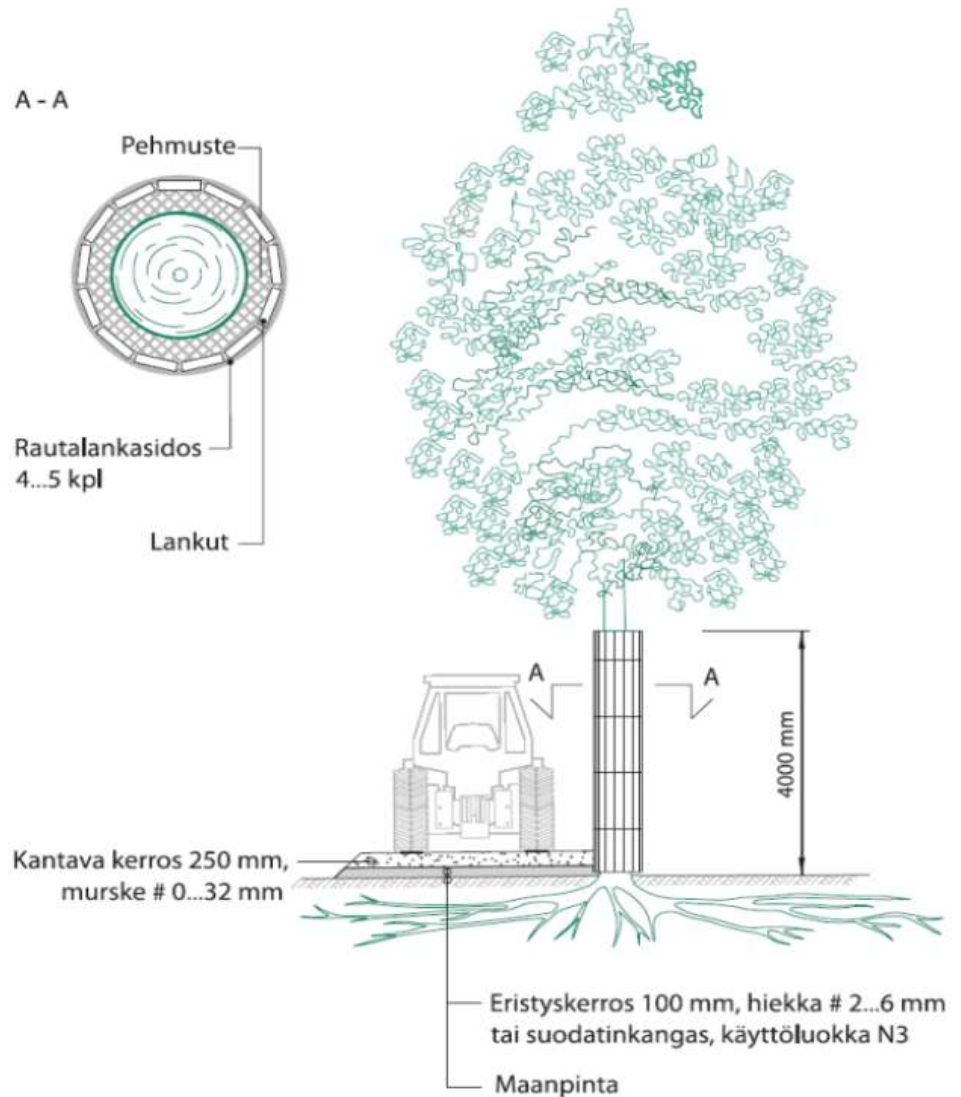 A - A
Pehmuste
Rautalankasidos
4...5 kpl
Lankut
A
A
4000 mm
Kantava kerros 250 mm,
murske # 0...32 mm
Eristyskerros 100 mm, hiekka # 2...6 mm
tai suodatinkangas, käyttöluokka N3
Maanpinta